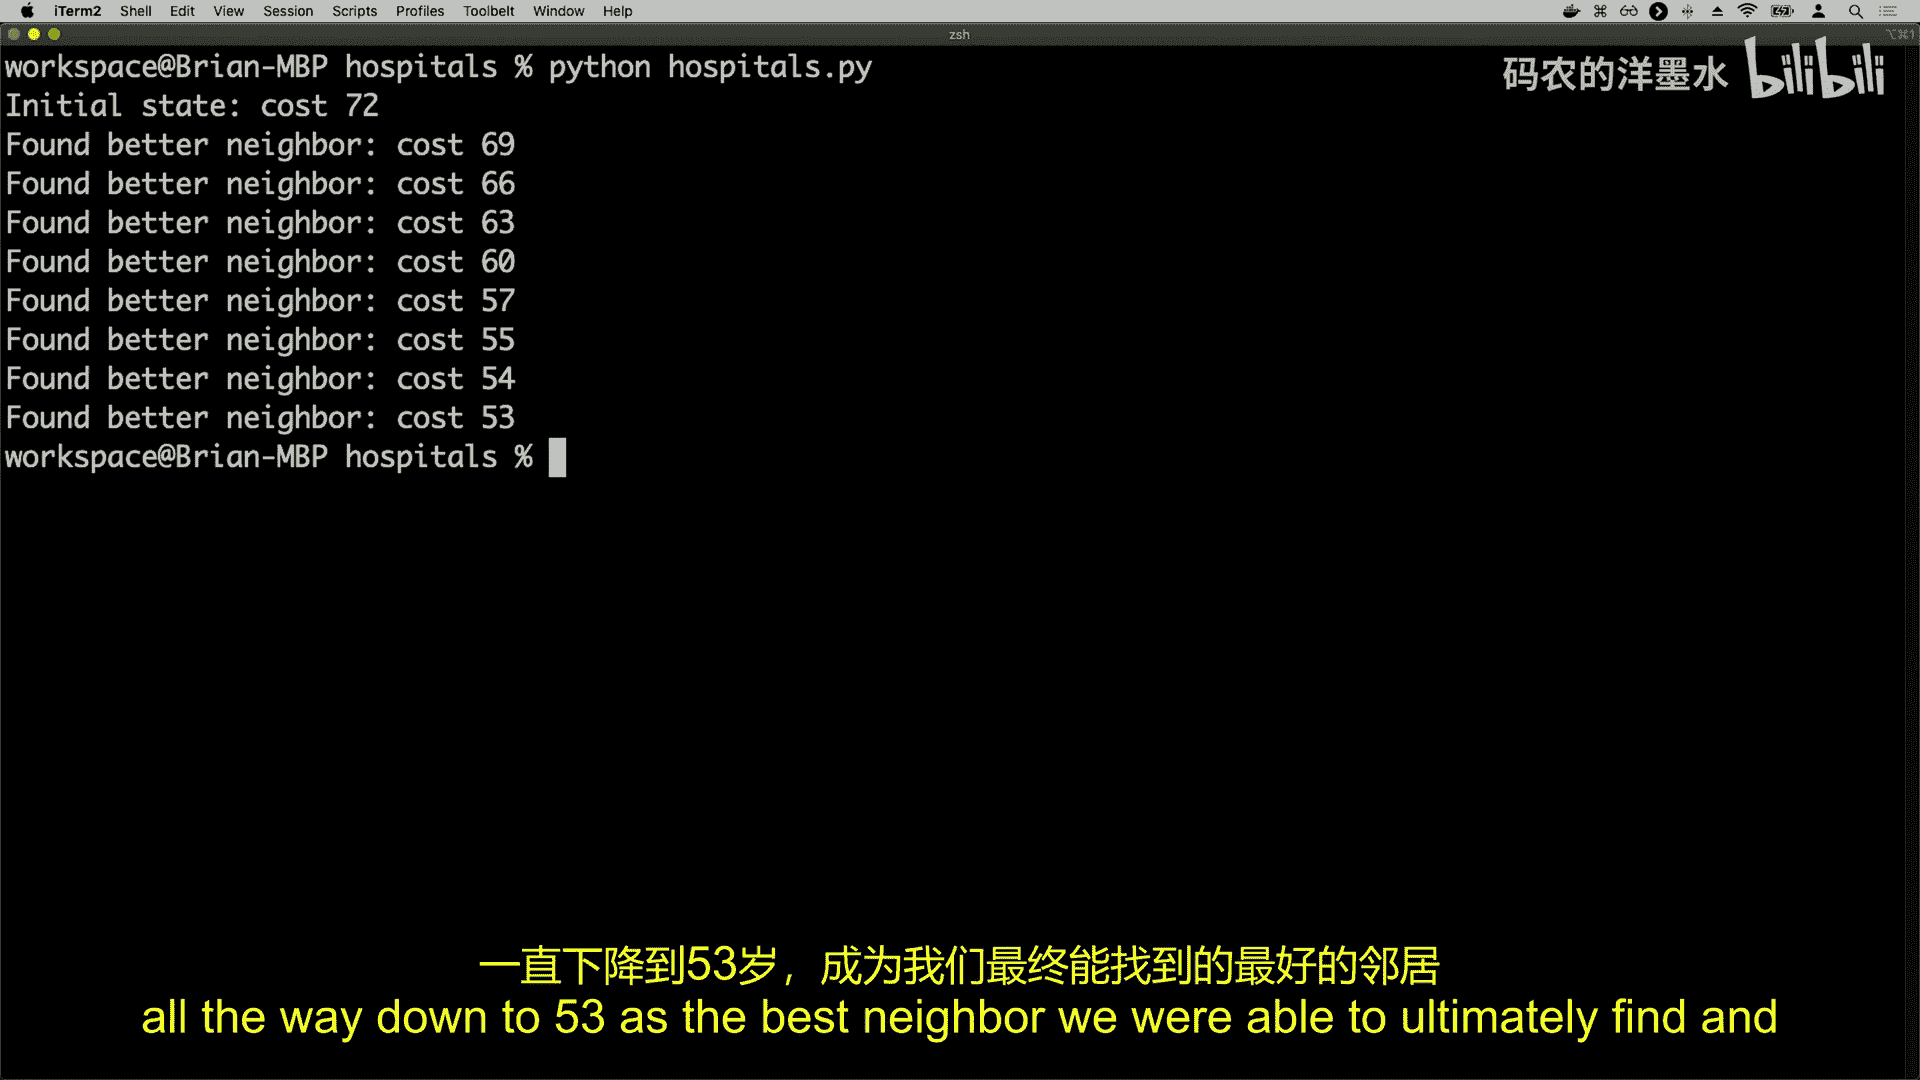 iTerm2 Shell Edit View Session Scripts Profiles Toolbelt Window Help
zsh
⌥⌘1
workspace@Brian-MBP hospitals % python hospitals.py
码农的洋墨水 bilibili
Initial state: cost 72
Found better neighbor: cost 69
Found better neighbor: cost 66
Found better neighbor: cost 63
Found better neighbor: cost 60
Found better neighbor: cost 57
Found better neighbor: cost 55
Found better neighbor: cost 54
Found better neighbor: cost 53
workspace@Brian-MBP hospitals %
一直下降到53岁，成为我们最终能找到的最好的邻居
all the way down to 53 as the best neighbor we were able to ultimately find and